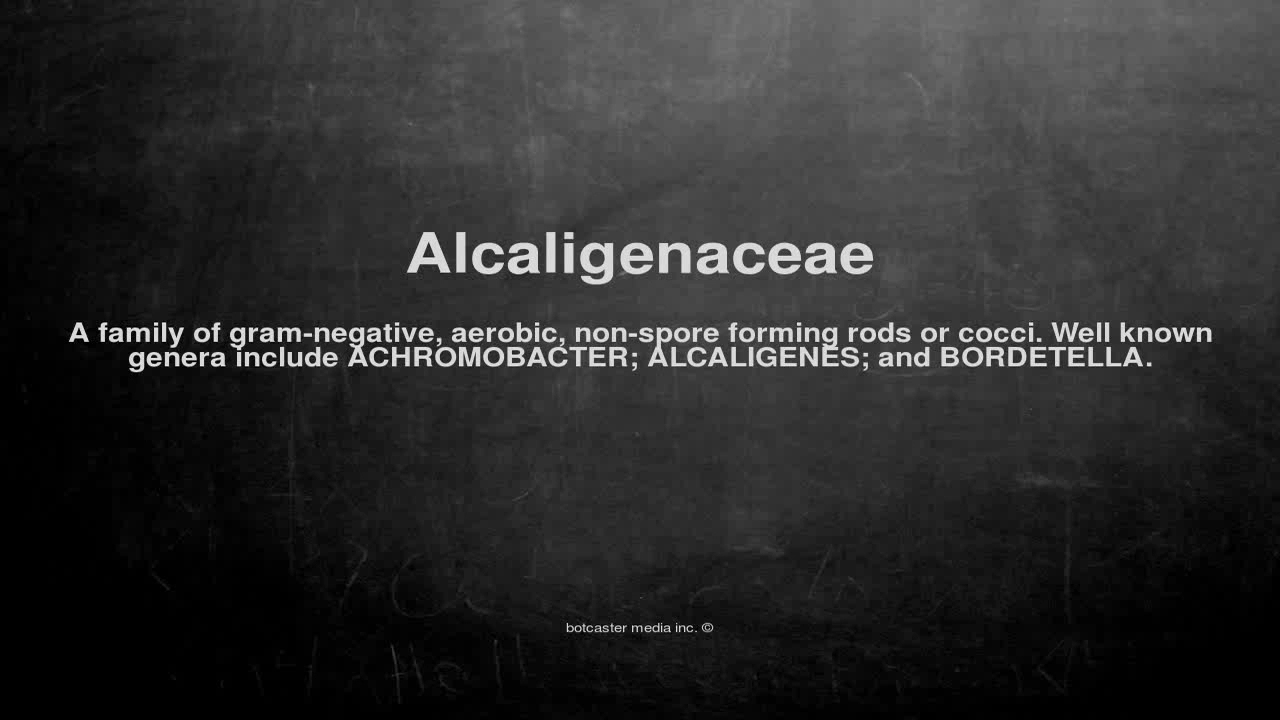 Alcaligenaceae
A family of gram-negative, aerobic, non-spore forming rods or cocci. Well known
genera include ACHROMOBACTER; ALCALIGENES; and BORDETELLA.
botcaster media inc. ©